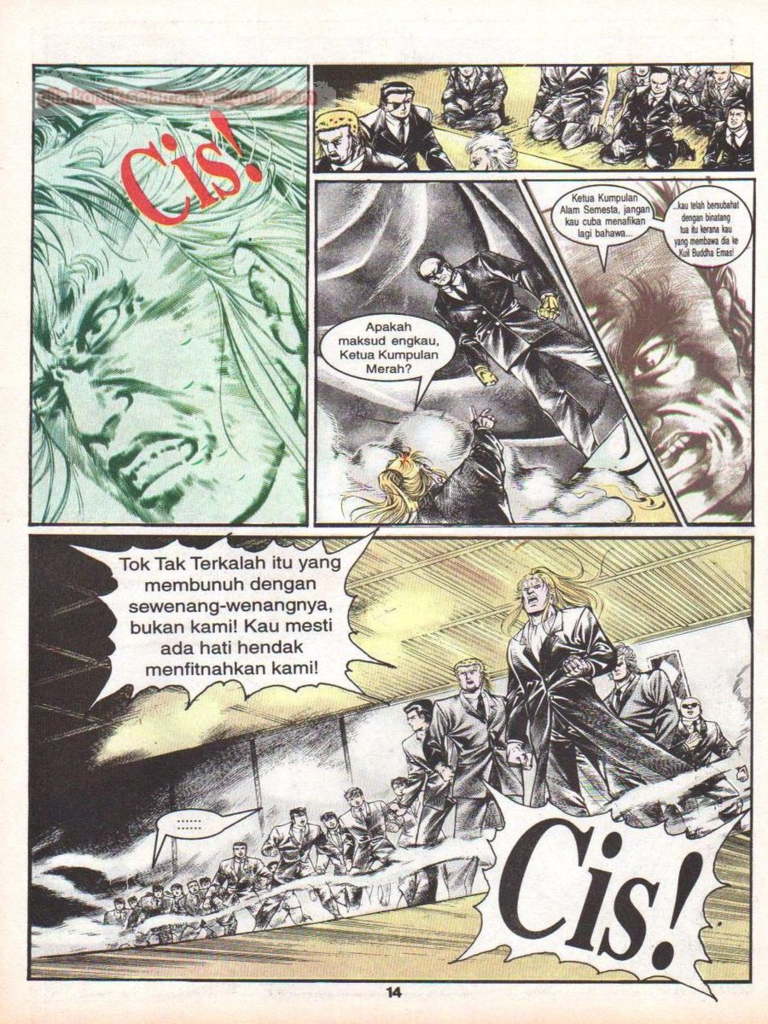 Cis!
Apakah
maksud engkau,
Ketua Kumpulan
Merah?
Ketua Kumpulan
Alam Semesta, jangan
kau cuba menafikan
lagi bahawa...
...kau telah bersubahat
dengan binatang
tua itu kerana kau
yang membawa dia ke
Kuil Buddha Emas!
Tok Tak Terkalah itu yang
membunuh dengan
sewenang-wenangnya,
bukan kami! Kau mesti
ada hati hendak
menfitnahkan kami!
......
......
Cis!
14